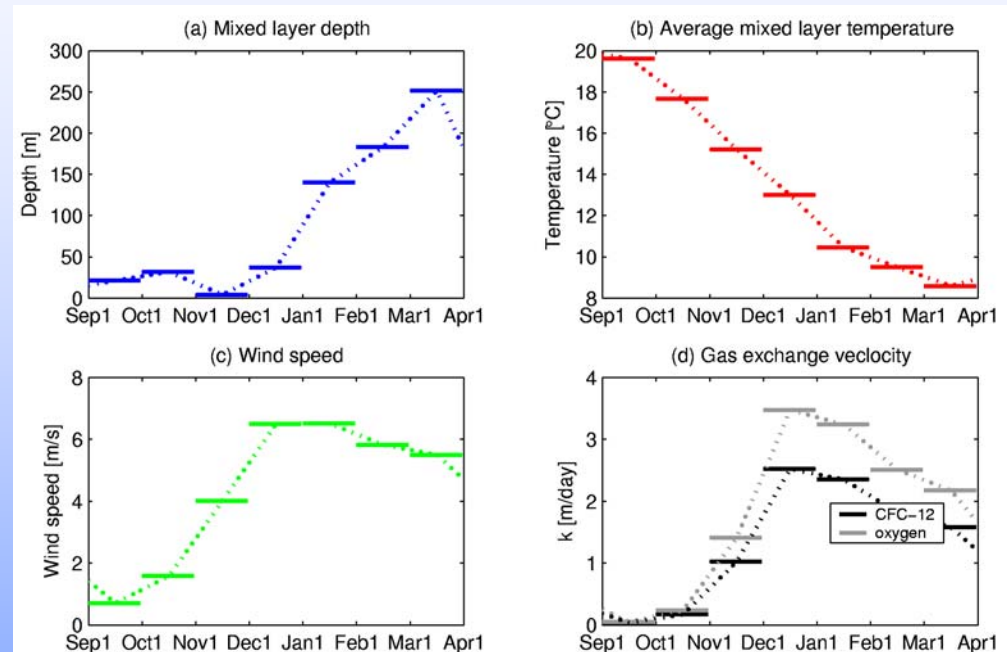 (a) Mixed layer depth
300
250
200
150
100
50
0
Depth [m]
Sep1 Oct1 Nov1 Dec1 Jan1 Feb1 Mar1 Apr1
(b) Average mixed layer temperature
20
18
16
14
12
10
8
Temperature [°C]
Sep1 Oct1 Nov1 Dec1 Jan1 Feb1 Mar1 Apr1
(c) Wind speed
8
6
4
2
0
Wind speed [m/s]
Sep1 Oct1 Nov1 Dec1 Jan1 Feb1 Mar1 Apr1
(d) Gas exchange veclocity
4
3
2
1
0
k [m/day]
CFC-12
oxygen
Sep1 Oct1 Nov1 Dec1 Jan1 Feb1 Mar1 Apr1